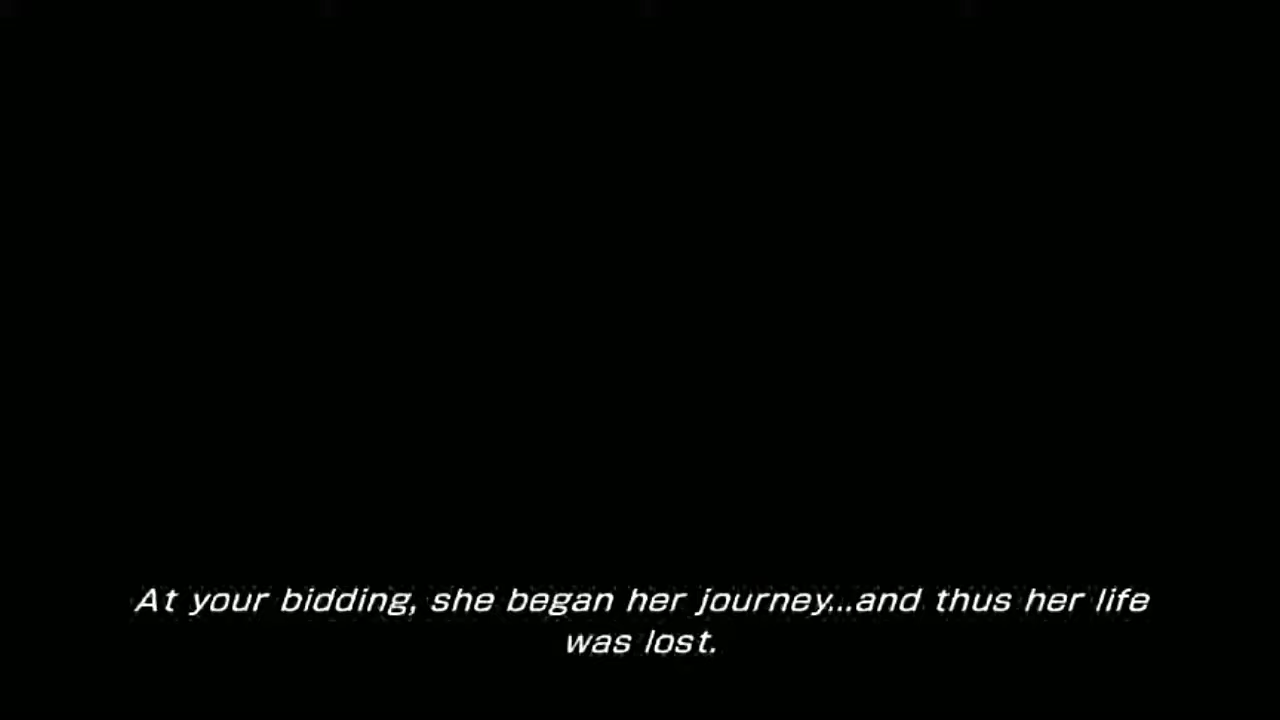 At your bidding, she began her journey...and thus her life
was lost.